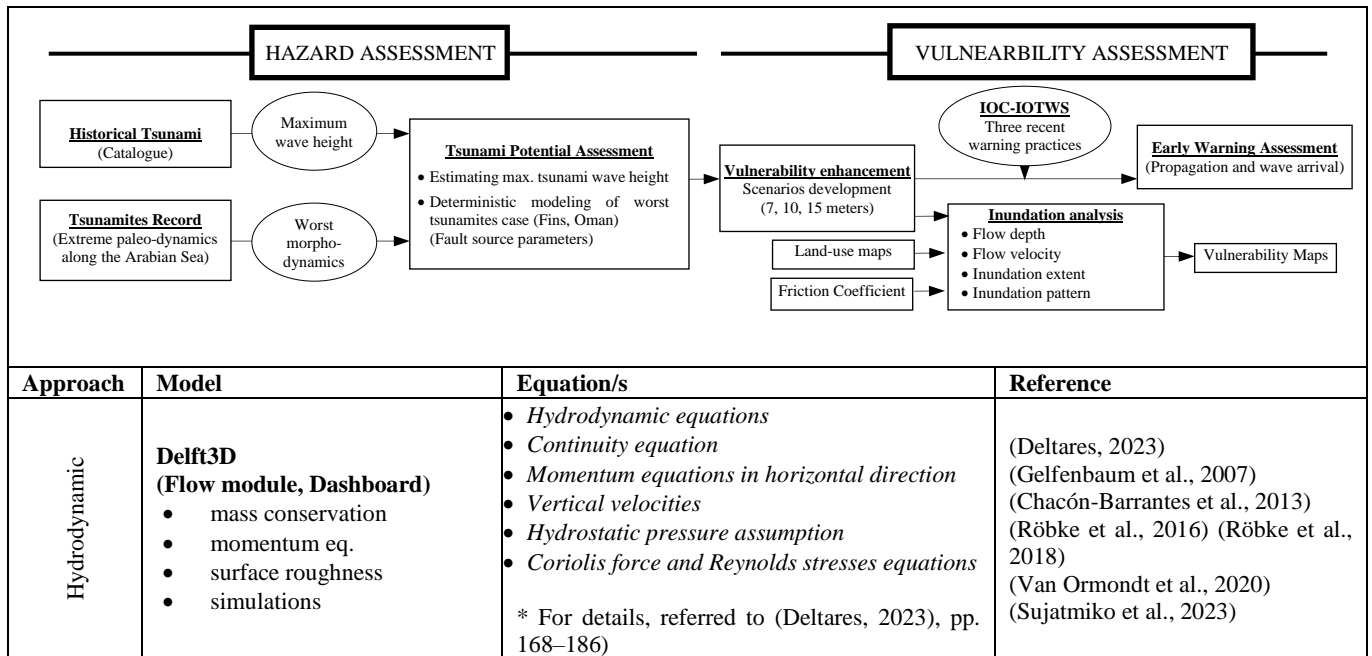 HAZARD ASSESSMENT
VULNEARBILITY ASSESSMENT
Historical Tsunami
(Catalogue)
Maximum
wave height
Tsunamites Record
(Extreme paleo-dynamics
along the Arabian Sea)
Worst
morpho-
dynamics
Tsunami Potential Assessment
• Estimating max. tsunami wave height
• Deterministic modeling of worst
tsunamites case (Fins, Oman)
(Fault source parameters)
Vulnerability enhancement
Scenarios development
(7, 10, 15 meters)
IOC-IOTWS
Three recent
warning practices
Early Warning Assessment
(Propagation and wave arrival)
Land-use maps
Friction Coefficient
Inundation analysis
• Flow depth
• Flow velocity
• Inundation extent
• Inundation pattern
Vulnerability Maps
Approach
Model
Equation/s
Reference
Hydrodynamic
Delft3D
(Flow module, Dashboard)
• mass conservation
• momentum eq.
• surface roughness
• simulations
• Hydrodynamic equations
• Continuity equation
• Momentum equations in horizontal direction
• Vertical velocities
• Hydrostatic pressure assumption
• Coriolis force and Reynolds stresses equations
* For details, referred to (Deltares, 2023), pp.
168–186)
(Deltares, 2023)
(Gelfenbaum et al., 2007)
(Chacón-Barrantes et al., 2013)
(Röbke et al., 2016) (Röbke et al.,
2018)
(Van Ormondt et al., 2020)
(Sujatmiko et al., 2023)